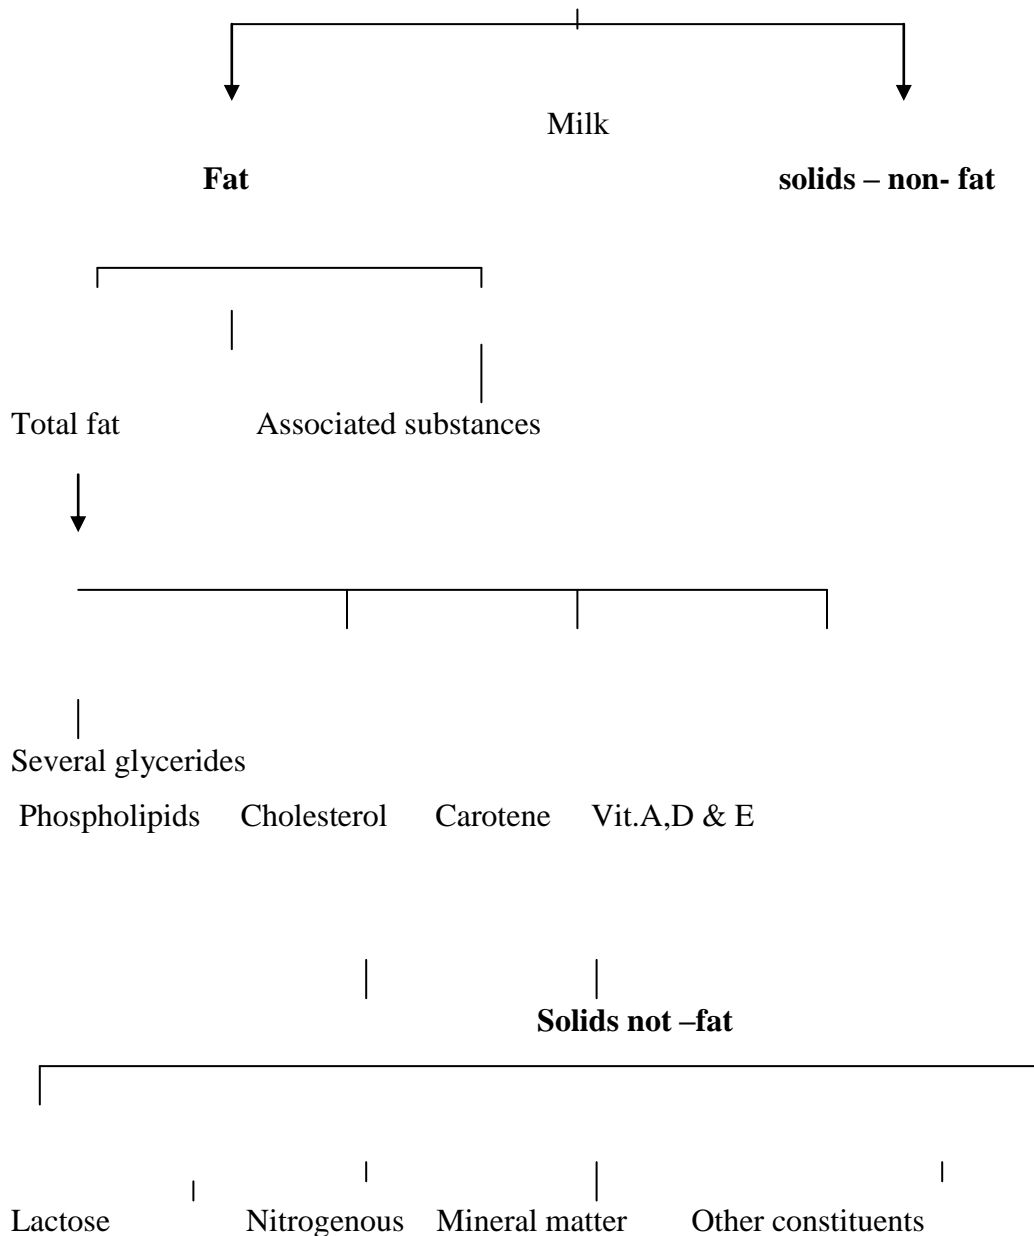 Milk
Fat solids – non- fat
Total fat Associated substances
Several glycerides
Phospholipids Cholesterol Carotene Vit.A,D & E
Solids not –fat
Lactose Nitrogenous Mineral matter Other constituents